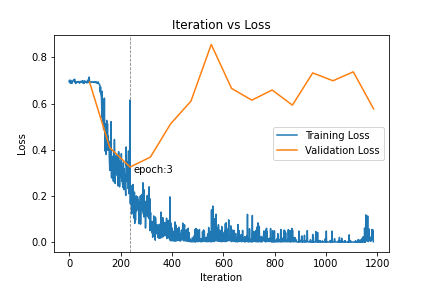 Iteration vs Loss
0.8
0.6
0.4
0.2
0.0
Loss
epoch:3
Training Loss
Validation Loss
0
200
400
600
800
1000
1200
Iteration